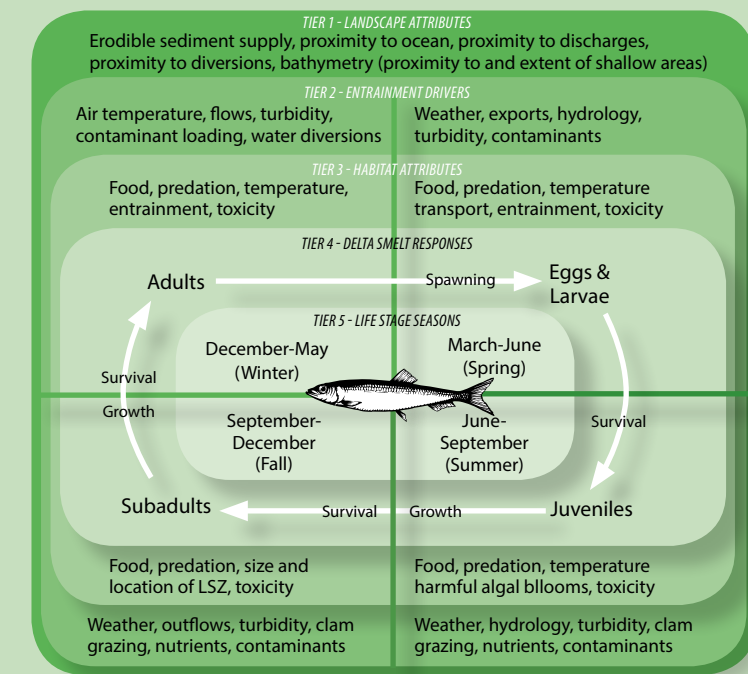 TIER 1 - LANDSCAPE ATTRIBUTES
Erodible sediment supply, proximity to ocean, proximity to discharges,
proximity to diversions, bathymetry (proximity to and extent of shallow areas)
TIER 2 - ENTRAINMENT DRIVERS
Air temperature, flows, turbidity,
contaminant loading, water diversions
Weather, exports, hydrology,
turbidity, contaminants
TIER 3 - HABITAT ATTRIBUTES
Food, predation, temperature,
entrainment, toxicity
Food, predation, temperature
transport, entrainment, toxicity
TIER 4 - DELTA SMELT RESPONSES
Adults
Spawning
Eggs &
Larvae
TIER 5 - LIFE STAGE SEASONS
December-May
(Winter)
March-June
(Spring)
Survival
Growth
September-
December
(Fall)
June-
September
(Summer)
Survival
Subadults
Survival
Growth
Juveniles
Food, predation, size and
location of LSZ, toxicity
Food, predation, temperature
harmful algal bllooms, toxicity
Weather, outflows, turbidity, clam
grazing, nutrients, contaminants
Weather, hydrology, turbidity, clam
grazing, nutrients, contaminants